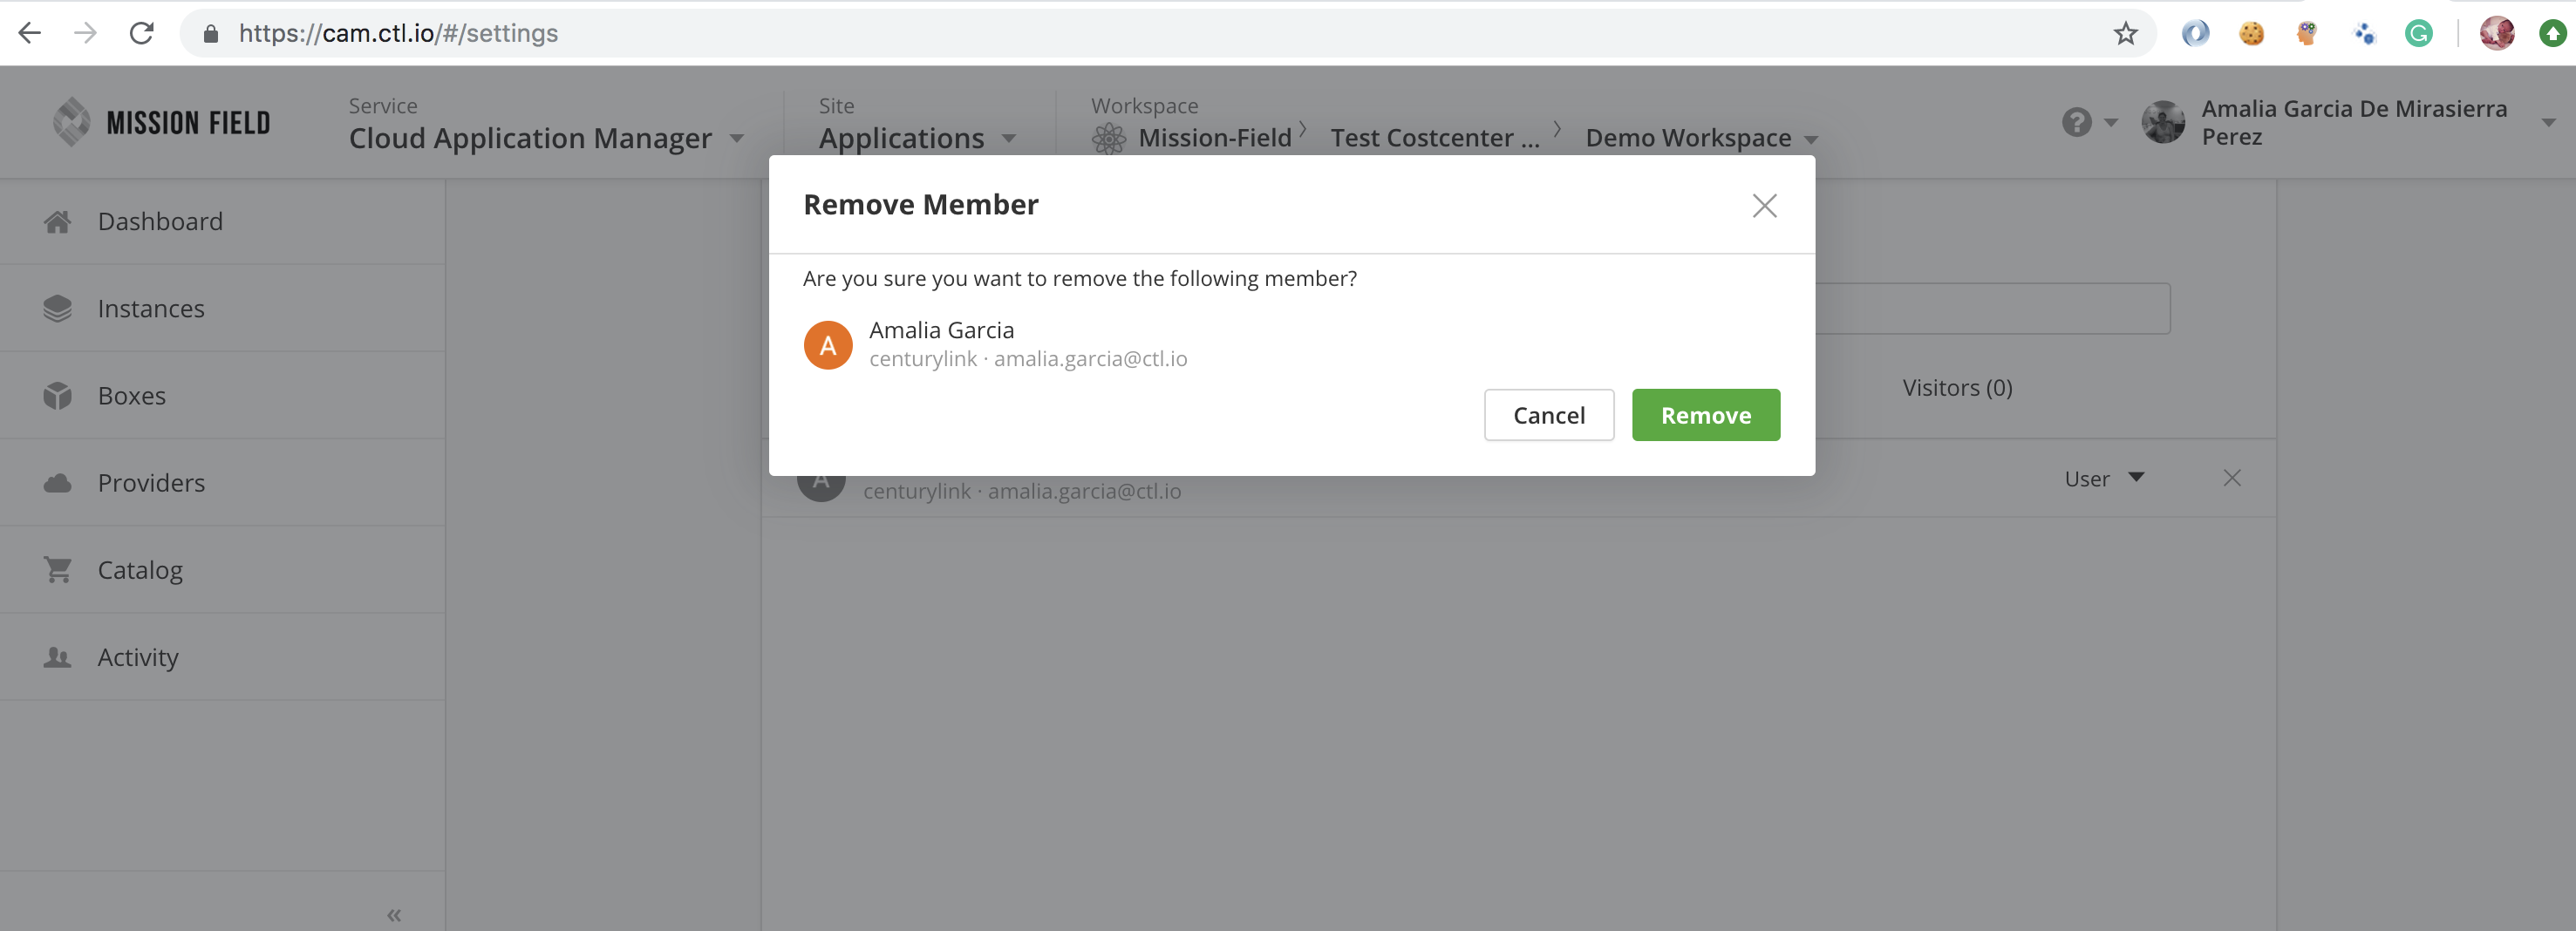 https://cam.ctl.io/#/settings
MISSION FIELD
Service
Cloud Application Manager
Site
Applications
Workspace
Mission-Field
Test Costcenter ...
Demo Workspace
?
Amalia Garcia De Mirasierra
Perez
Dashboard
Instances
Boxes
Providers
Catalog
Activity
«
Remove Member
Are you sure you want to remove the following member?
A
Amalia Garcia
centurylink · amalia.garcia@ctl.io
Cancel
Remove
Visitors (0)
A
centurylink · amalia.garcia@ctl.io
User